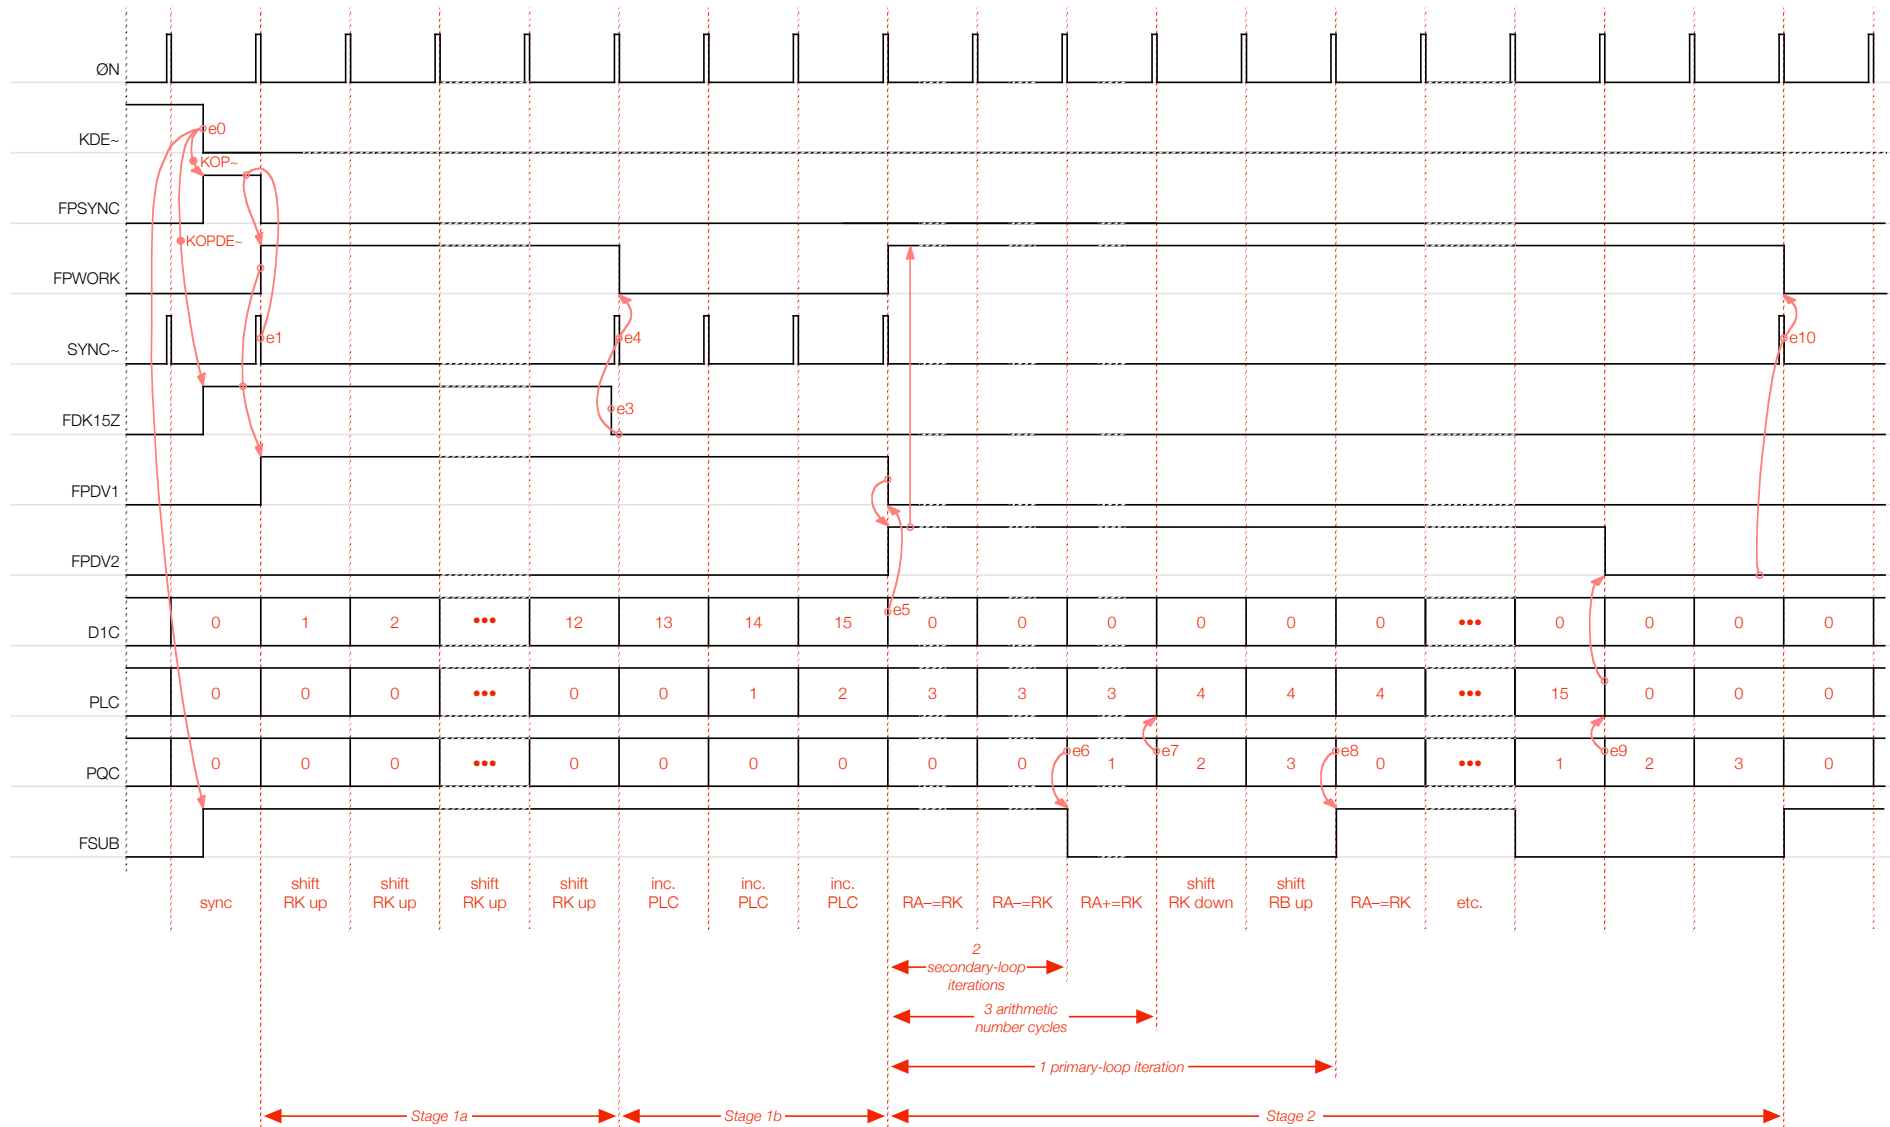 ØN
KDE~
e0
KOP~
FPSYNC
KOPDE~
FPWORK
SYNC~
e1
e4
e10
FDK15Z
e3
FPDV1
FPDV2
D1C
0 1 2 ••• 12 13 14 15 e5 0 0 0 0 0 0 ••• 0 0 0 0
PLC
0 0 0 ••• 0 0 1 2 3 3 3 4 4 4 ••• 15 0 0 0
PQC
0 0 0 ••• 0 0 0 0 0 0 e6 1 e7 2 3 e8 0 ••• 1 e9 2 3 0
FSUB
sync
shift
RK up
shift
RK up
shift
RK up
shift
RK up
inc.
PLC
inc.
PLC
inc.
PLC
RA–=RK
RA–=RK
RA+=RK
shift
RK down
shift
RB up
RA–=RK
etc.
2
secondary-loop
iterations
3 arithmetic
number cycles
1 primary-loop iteration
Stage 1a
Stage 1b
Stage 2